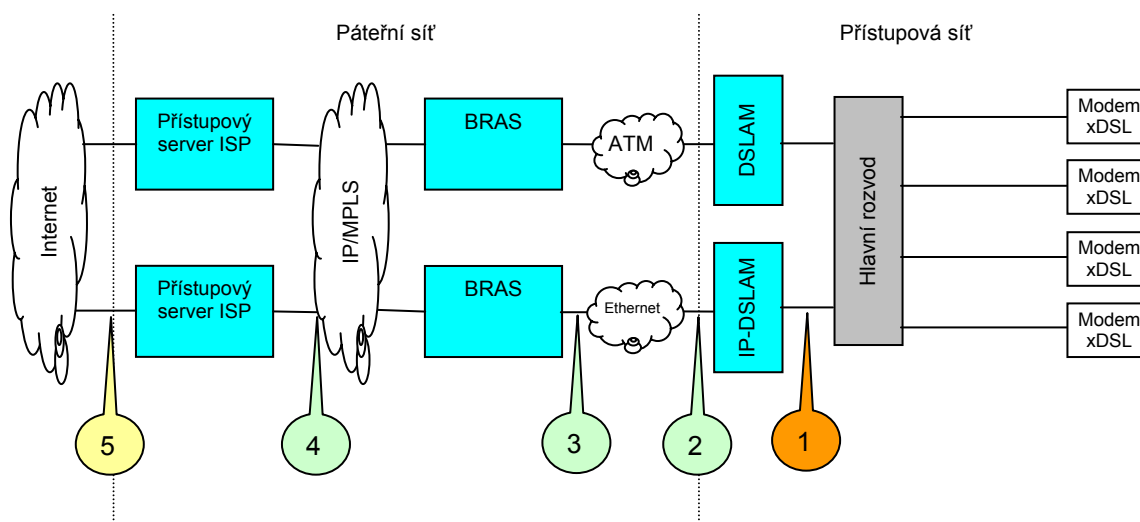 Páteřní síť
Přístupová síť
Internet
Přístupový
server ISP
IP/MPLS
BRAS
ATM
DSLAM
Hlavní rozvod
Modem
xDSL
Modem
xDSL
Modem
xDSL
Modem
xDSL
Přístupový
server ISP
BRAS
Ethernet
IP-DSLAM
5
4
3
2
1